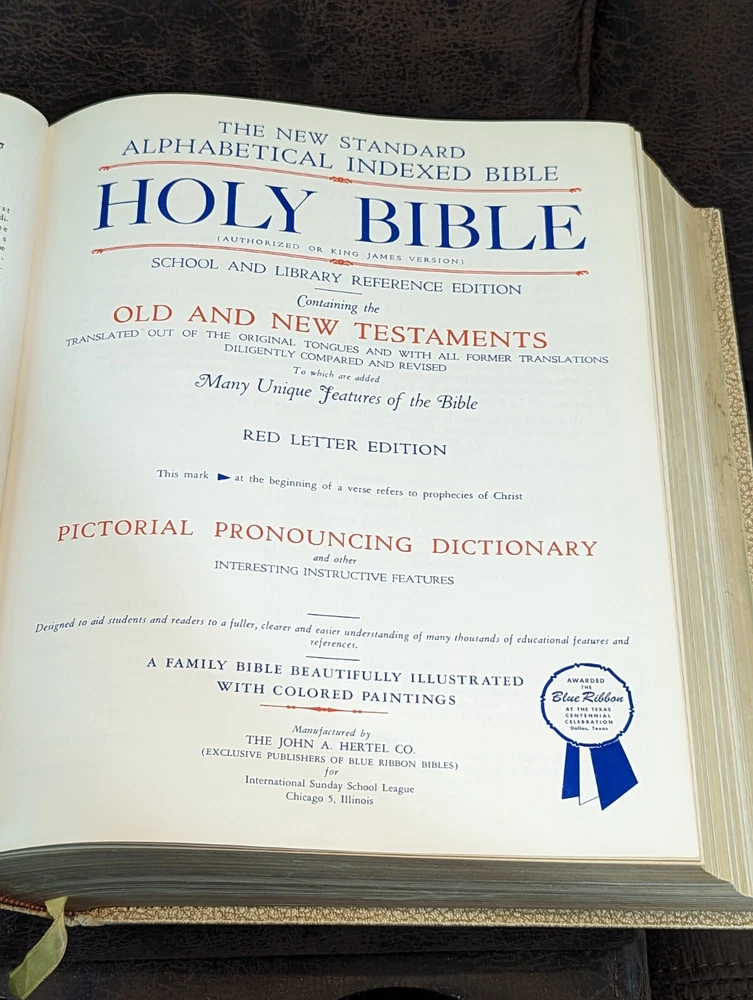 THE NEW STANDARD
ALPHABETICAL INDEXED BIBLE
HOLY BIBLE
(AUTHORIZED OR KING JAMES VERSION)
SCHOOL AND LIBRARY REFERENCE EDITION
Containing the
OLD AND NEW TESTAMENTS
TRANSLATED OUT OF THE ORIGINAL TONGUES AND WITH ALL FORMER TRANSLATIONS
DILIGENTLY COMPARED AND REVISED
To which are added
Many Unique Features of the Bible
RED LETTER EDITION
This mark ► at the beginning of a verse refers to prophecies of Christ
PICTORIAL PRONOUNCING DICTIONARY
and other
INTERESTING INSTRUCTIVE FEATURES
Designed to aid students and readers to a fuller, clearer and easier understanding of many thousands of educational features and
references.
A FAMILY BIBLE BEAUTIFULLY ILLUSTRATED
WITH COLORED PAINTINGS
Manufactured by
THE JOHN A. HERTEL CO.
(EXCLUSIVE PUBLISHERS OF BLUE RIBBON BIBLES)
for
International Sunday School League
Chicago 5, Illinois
AWARDED
THE
Blue Ribbon
AT THE TEXAS
CENTENNIAL
CELEBRATION
Dallas, Texas